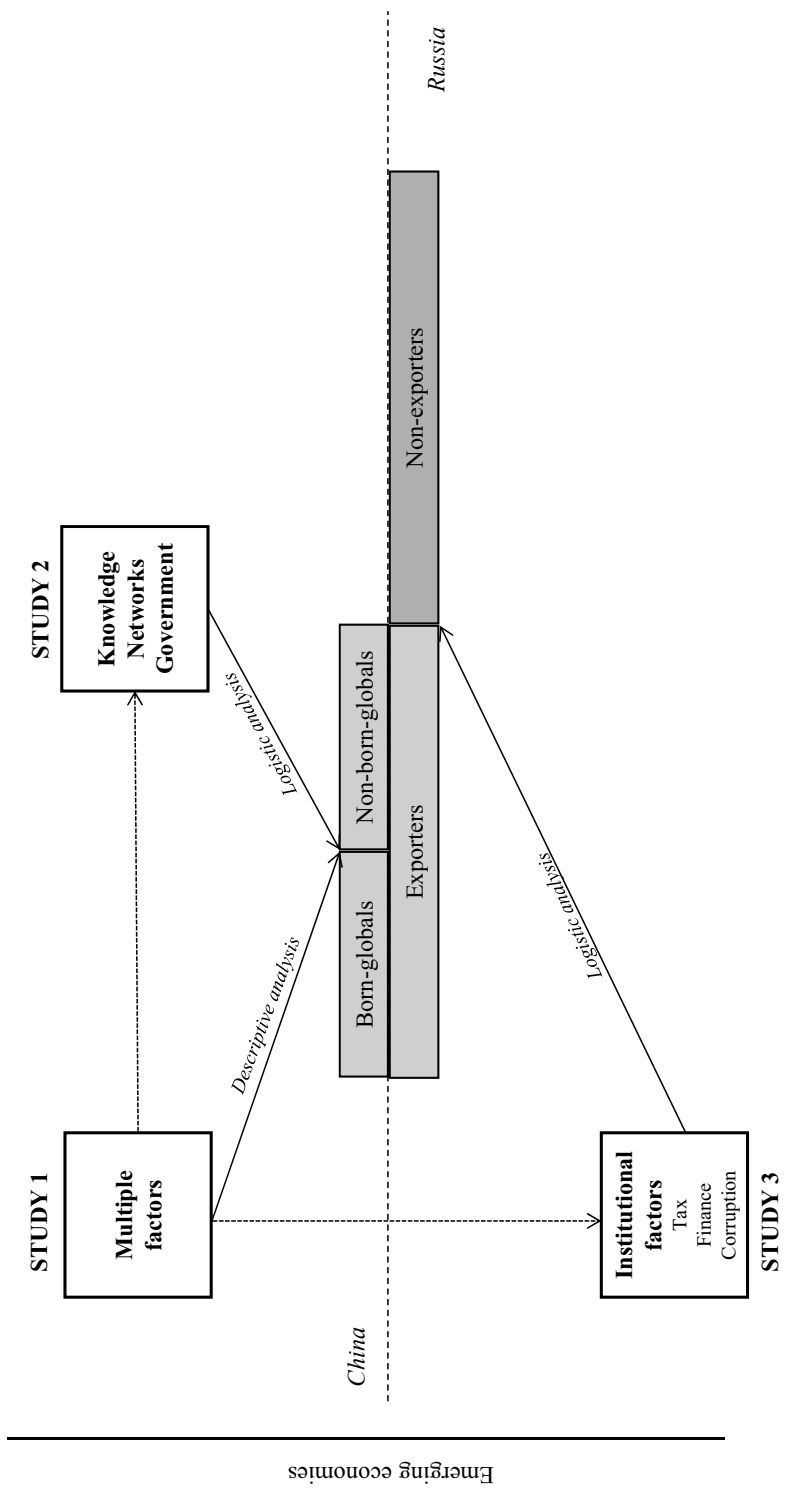 STUDY 1
Multiple
factors
STUDY 2
Knowledge
Networks
Government
Descriptive analysis
Logistic analysis
China
Born-globals
Non-born-globals
Exporters
Non-exporters
Russia
Logistic analysis
Institutional
factors
Tax
Finance
Corruption
STUDY 3
Emerging economies